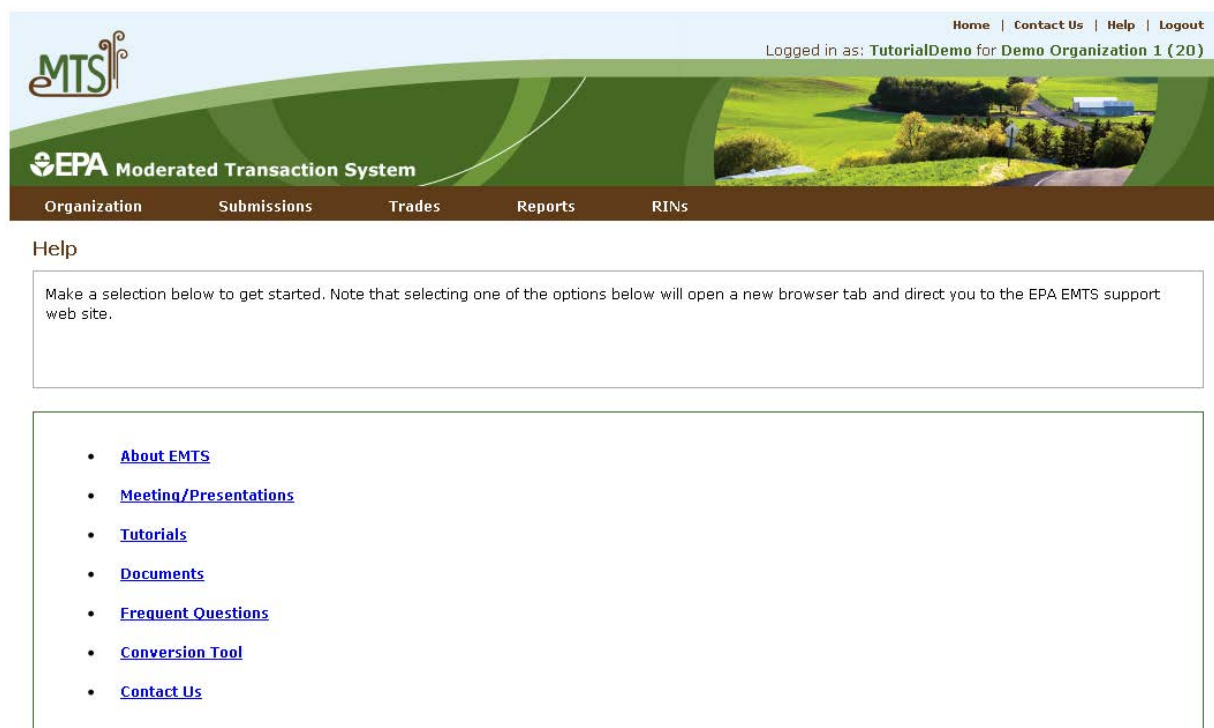 Home | Contact Us | Help | Logout
Logged in as: TutorialDemo for Demo Organization 1 (20)
eMTS
EPA Moderated Transaction System
Organization Submissions Trades Reports RINs
Help
Make a selection below to get started. Note that selecting one of the options below will open a new browser tab and direct you to the EPA EMTS support
web site.
• About EMTS
• Meeting/Presentations
• Tutorials
• Documents
• Frequent Questions
• Conversion Tool
• Contact Us